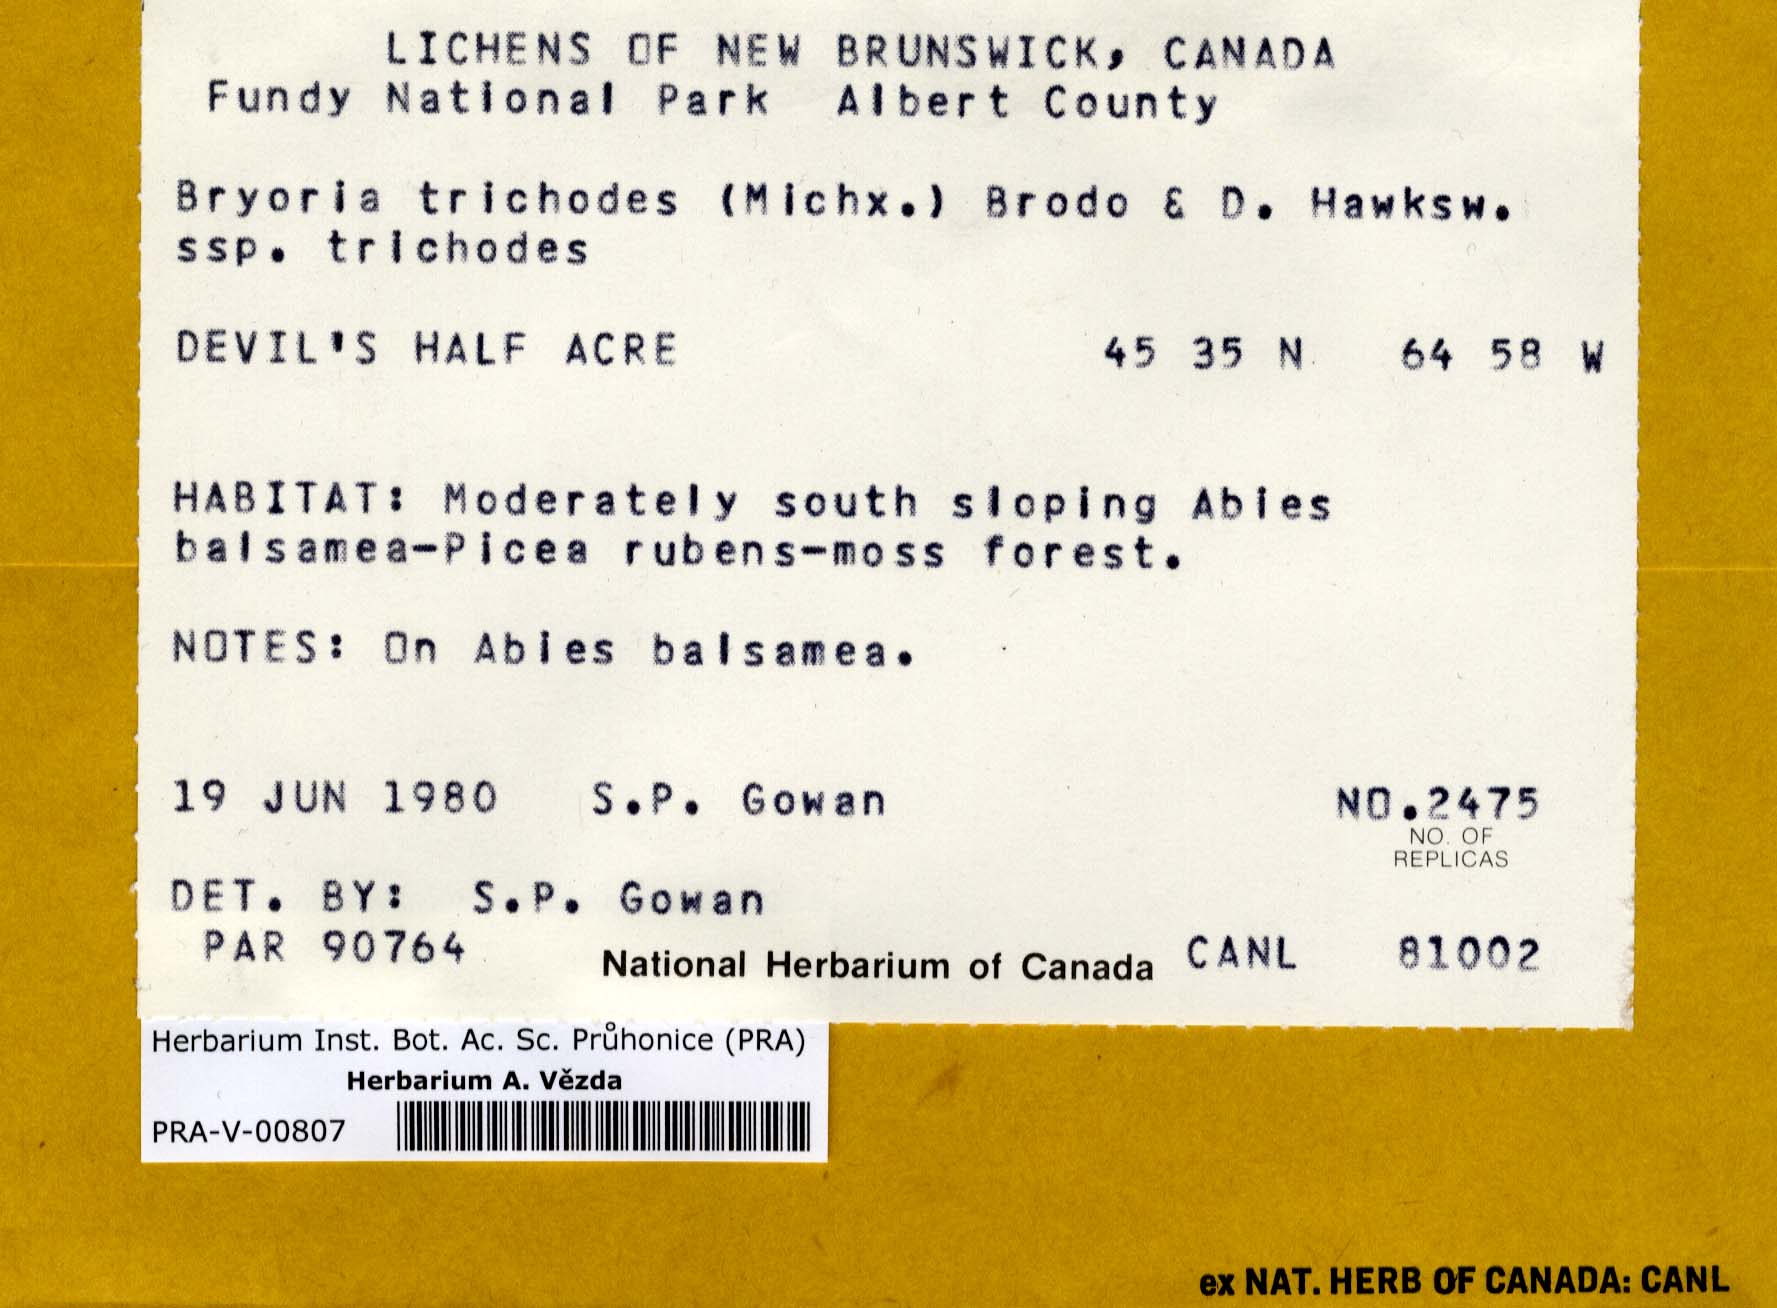 LICHENS OF NEW BRUNSWICK, CANADA
Fundy National Park Albert County
Bryoria trichodes (Michx.) Brodo & D. Hawksw.
ssp. trichodes
DEVIL'S HALF ACRE 45 35 N 64 58 W
HABITAT: Moderately south sloping Abies
balsamea-Picea rubens-moss forest.
NOTES: On Abies balsamea.
19 JUN 1980 S.P. Gowan NO.2475
NO. OF
REPLICAS
DET. BY: S.P. Gowan
PAR 90764 National Herbarium of Canada CANL 81002
Herbarium Inst. Bot. Ac. Sc. Průhonice (PRA)
Herbarium A. Vězda
PRA-V-00807
ex NAT. HERB OF CANADA: CANL